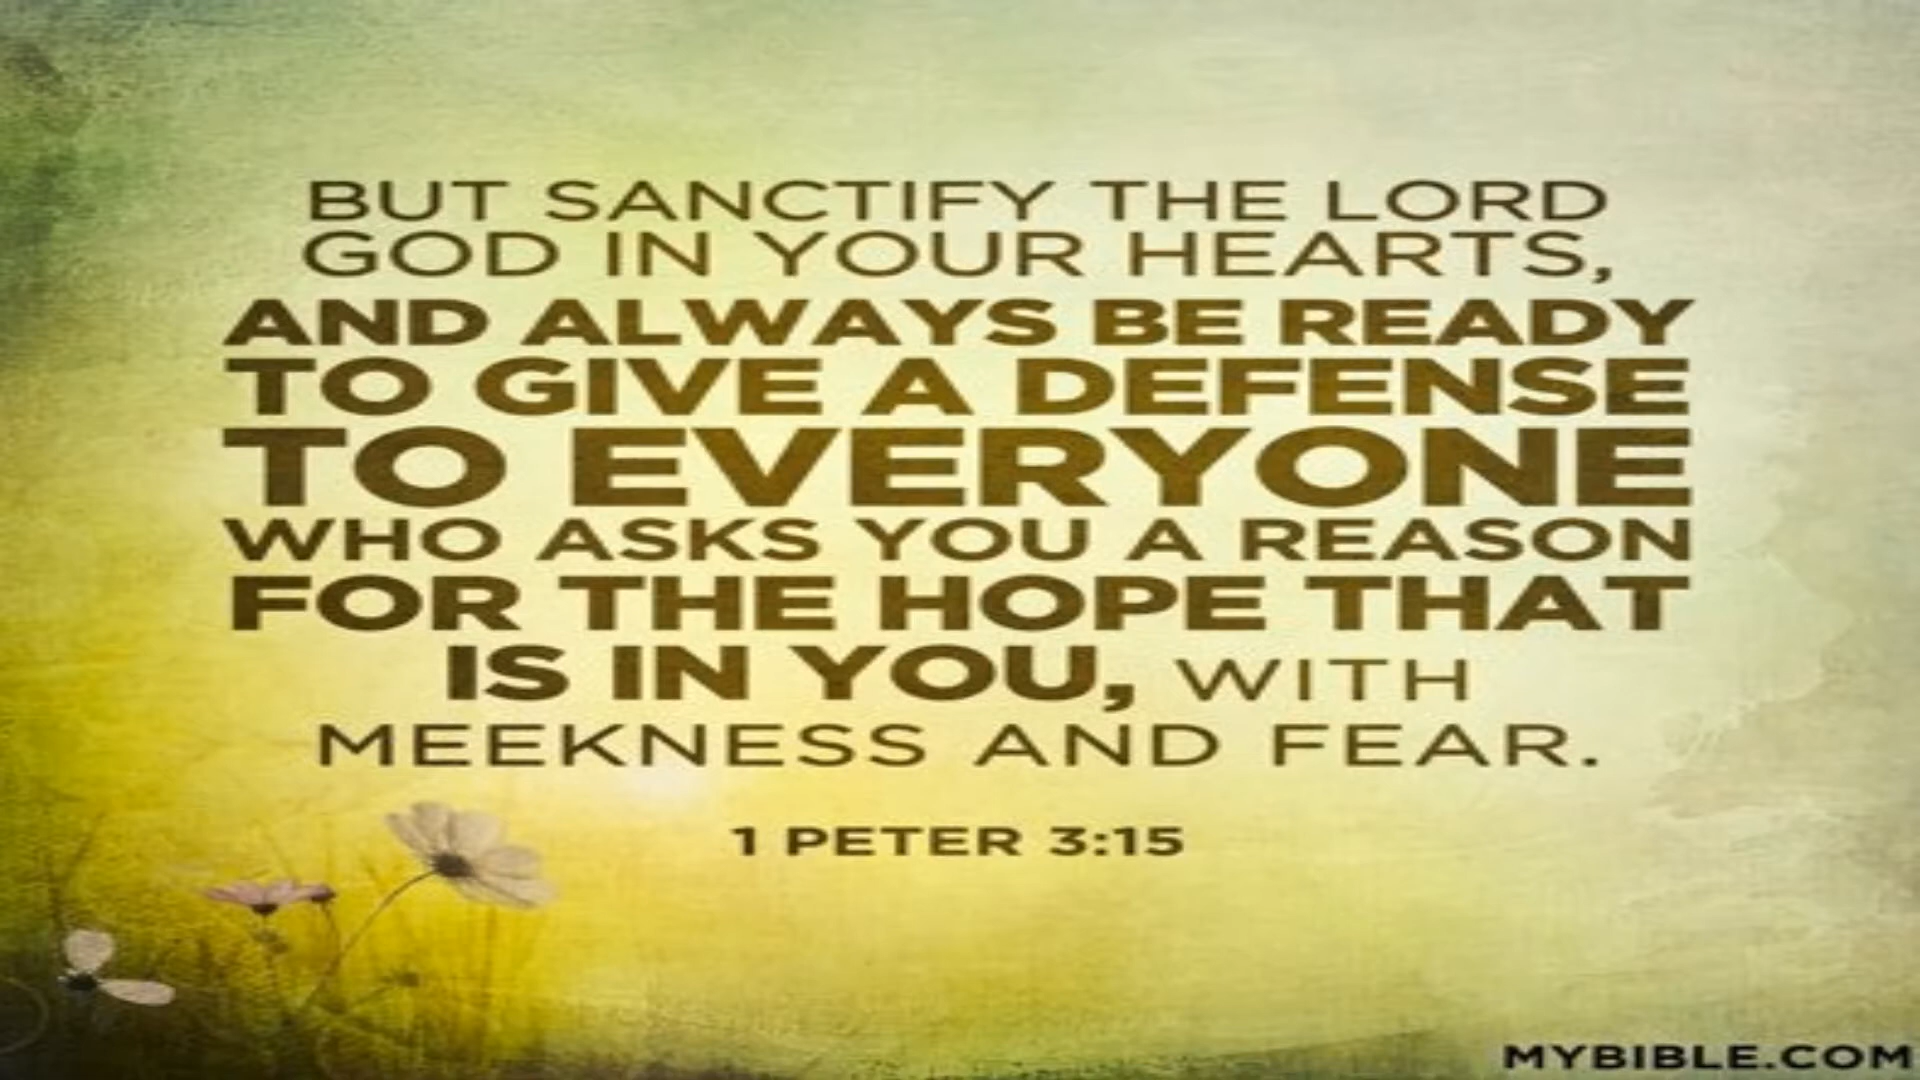 BUT SANCTIFY THE LORD
GOD IN YOUR HEARTS,
AND ALWAYS BE READY
TO GIVE A DEFENSE
TO EVERYONE
WHO ASKS YOU A REASON
FOR THE HOPE THAT
IS IN YOU, WITH
MEEKNESS AND FEAR.
1 PETER 3:15
MYBIBLE.COM